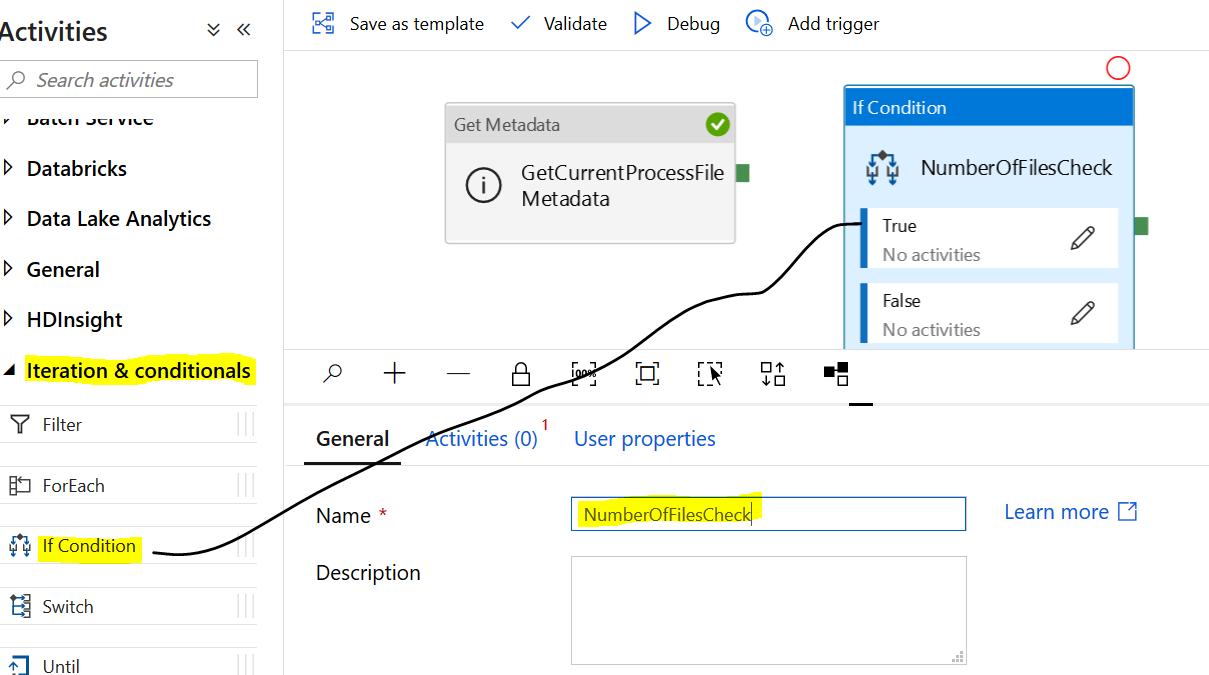 Activities
Search activities
Batch Service
Databricks
Data Lake Analytics
General
HDInsight
Iteration & conditionals
Filter
ForEach
If Condition
Switch
Until
Save as template
Validate
Debug
Add trigger
Get Metadata
GetCurrentProcessFile
Metadata
If Condition
NumberOfFilesCheck
True
No activities
False
No activities
100%
General
Activities (0) 1
User properties
Name *
NumberOfFilesCheck
Learn more
Description